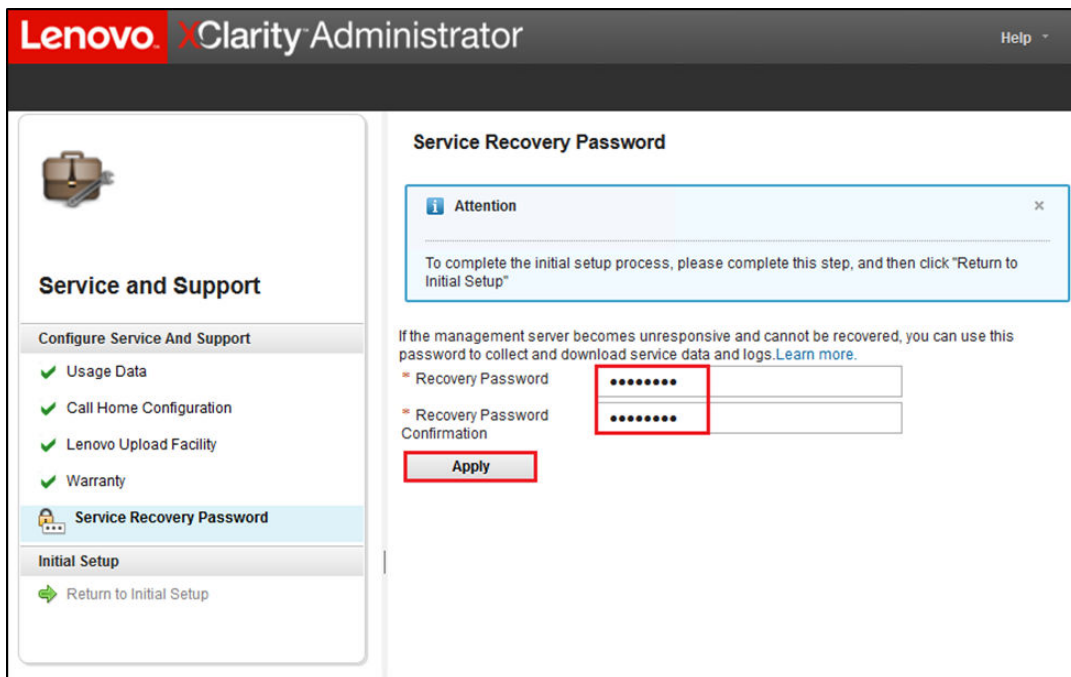 Lenovo. XClarity Administrator
Help
Service and Support
Configure Service And Support
Usage Data
Call Home Configuration
Lenovo Upload Facility
Warranty
Service Recovery Password
Initial Setup
Return to Initial Setup
Service Recovery Password
Attention
To complete the initial setup process, please complete this step, and then click "Return to
Initial Setup"
If the management server becomes unresponsive and cannot be recovered, you can use this
password to collect and download service data and logs.Learn more.
* Recovery Password ••••••••
* Recovery Password
Confirmation ••••••••
Apply